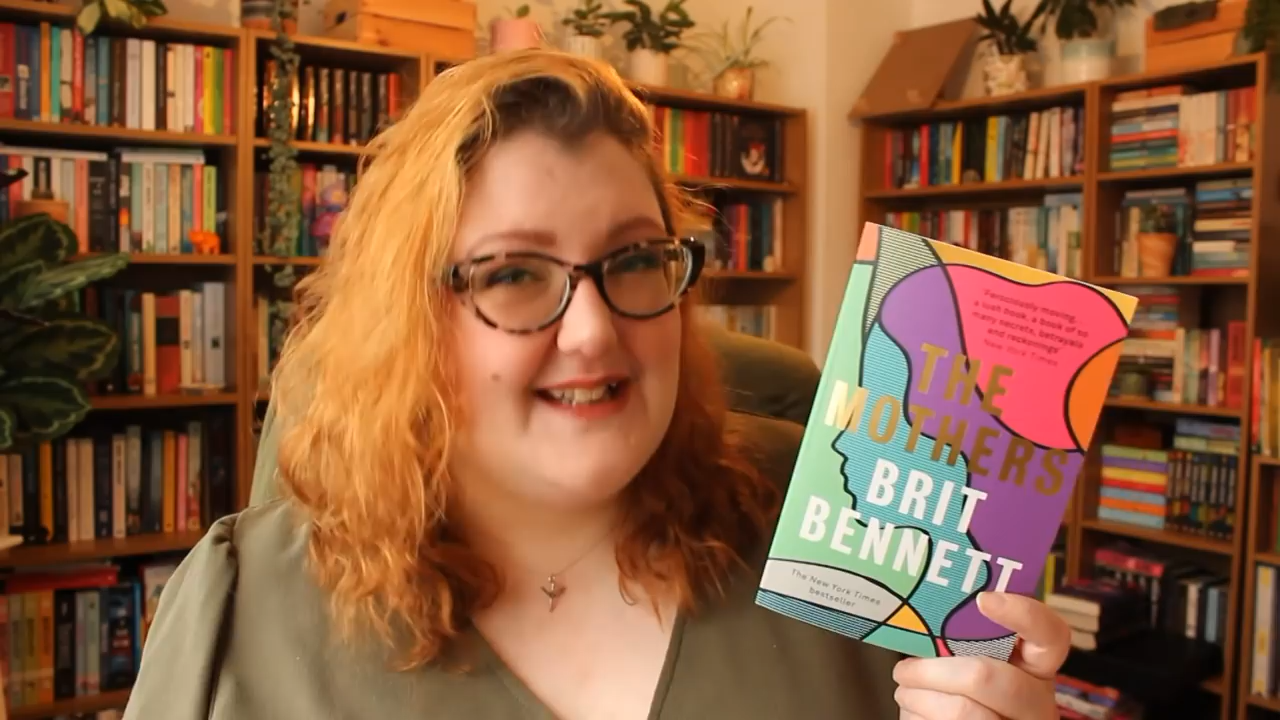 Ferociously moving...
a lush book, a book of so
many secrets, betrayals
and reckonings
New York Times
THE
MOTHERS
BRIT
BENNETT
The New York Times
bestseller